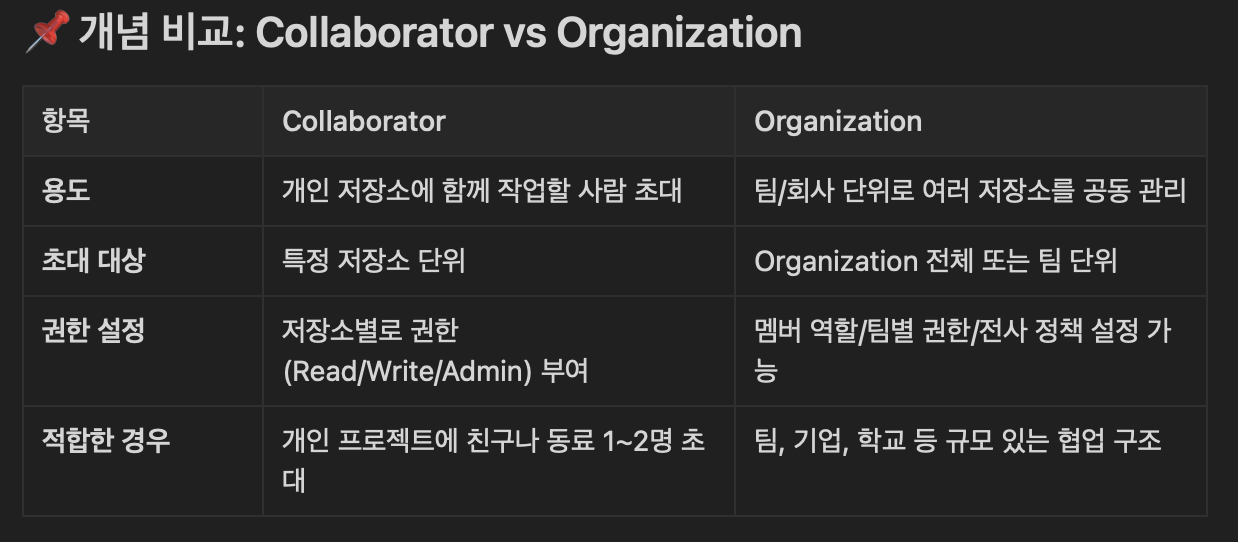 📌 개념 비교: Collaborator vs Organization
항목 Collaborator Organization
용도 개인 저장소에 함께 작업할 사람 초대 팀/회사 단위로 여러 저장소를 공동 관리
초대 대상 특정 저장소 단위 Organization 전체 또는 팀 단위
권한 설정 저장소별로 권한 멤버 역할/팀별 권한/전사 정책 설정 가
(Read/Write/Admin) 부여 능
적합한 경우 개인 프로젝트에 친구나 동료 1~2명 초 팀, 기업, 학교 등 규모 있는 협업 구조
대